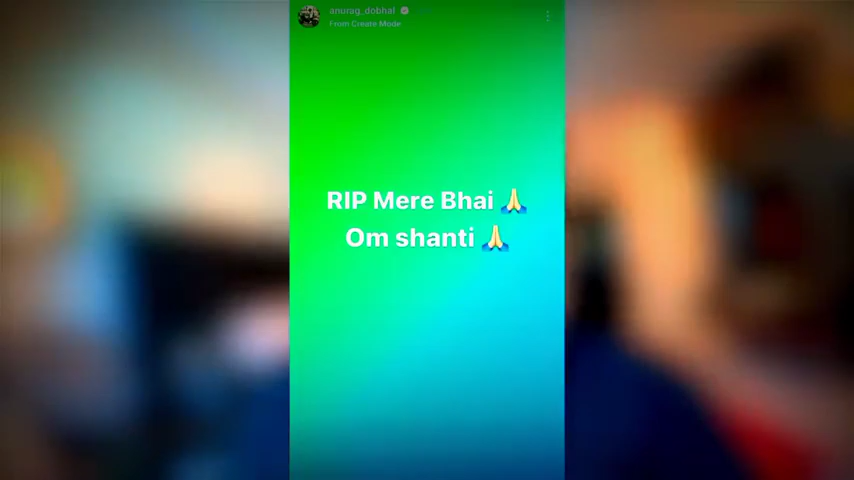 anurag_dobhal
From Create Mode
RIP Mere Bhai 🙏
Om shanti 🙏